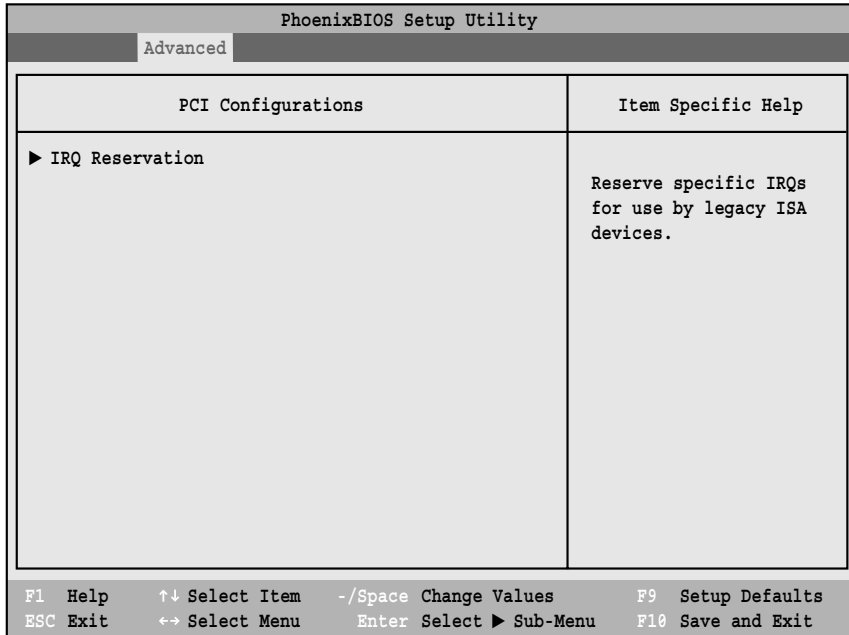 PhoenixBIOS Setup Utility
Advanced
PCI Configurations
Item Specific Help
▶ IRQ Reservation
Reserve specific IRQs
for use by legacy ISA
devices.
F1 Help ↑↓ Select Item -/Space Change Values F9 Setup Defaults
ESC Exit ←→ Select Menu Enter Select ▶ Sub-Menu F10 Save and Exit